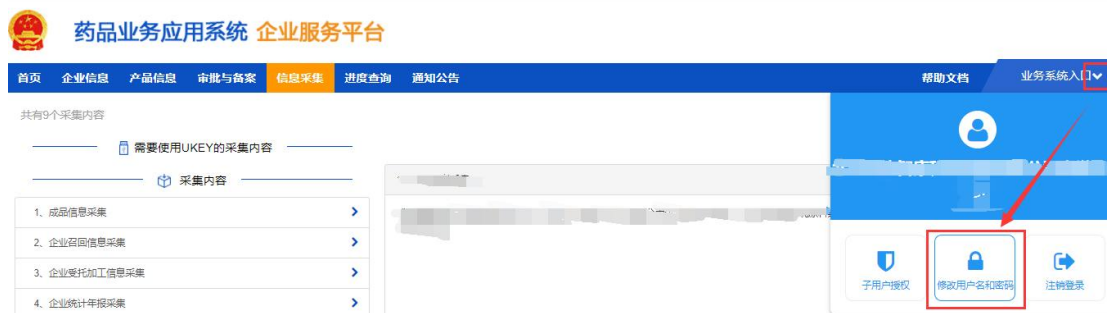 药品业务应用系统 企业服务平台
首页 企业信息 产品信息 审批与备案 信息采集 进度查询 通知公告 帮助文档 业务系统入口
共有9个采集内容
需要使用UKEY的采集内容
采集内容
1、成品信息采集
2、企业召回信息采集
3、企业受托加工信息采集
4、企业统计年报采集
子用户授权 修改用户名和密码 注销登录